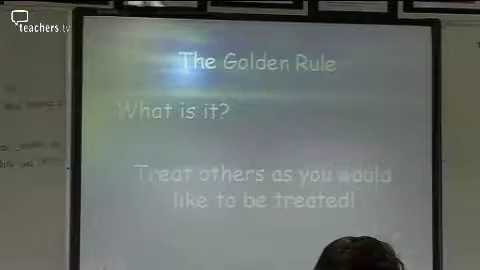 teachers.tv
The Golden Rule
What is it?
Treat others as you would
like to be treated!